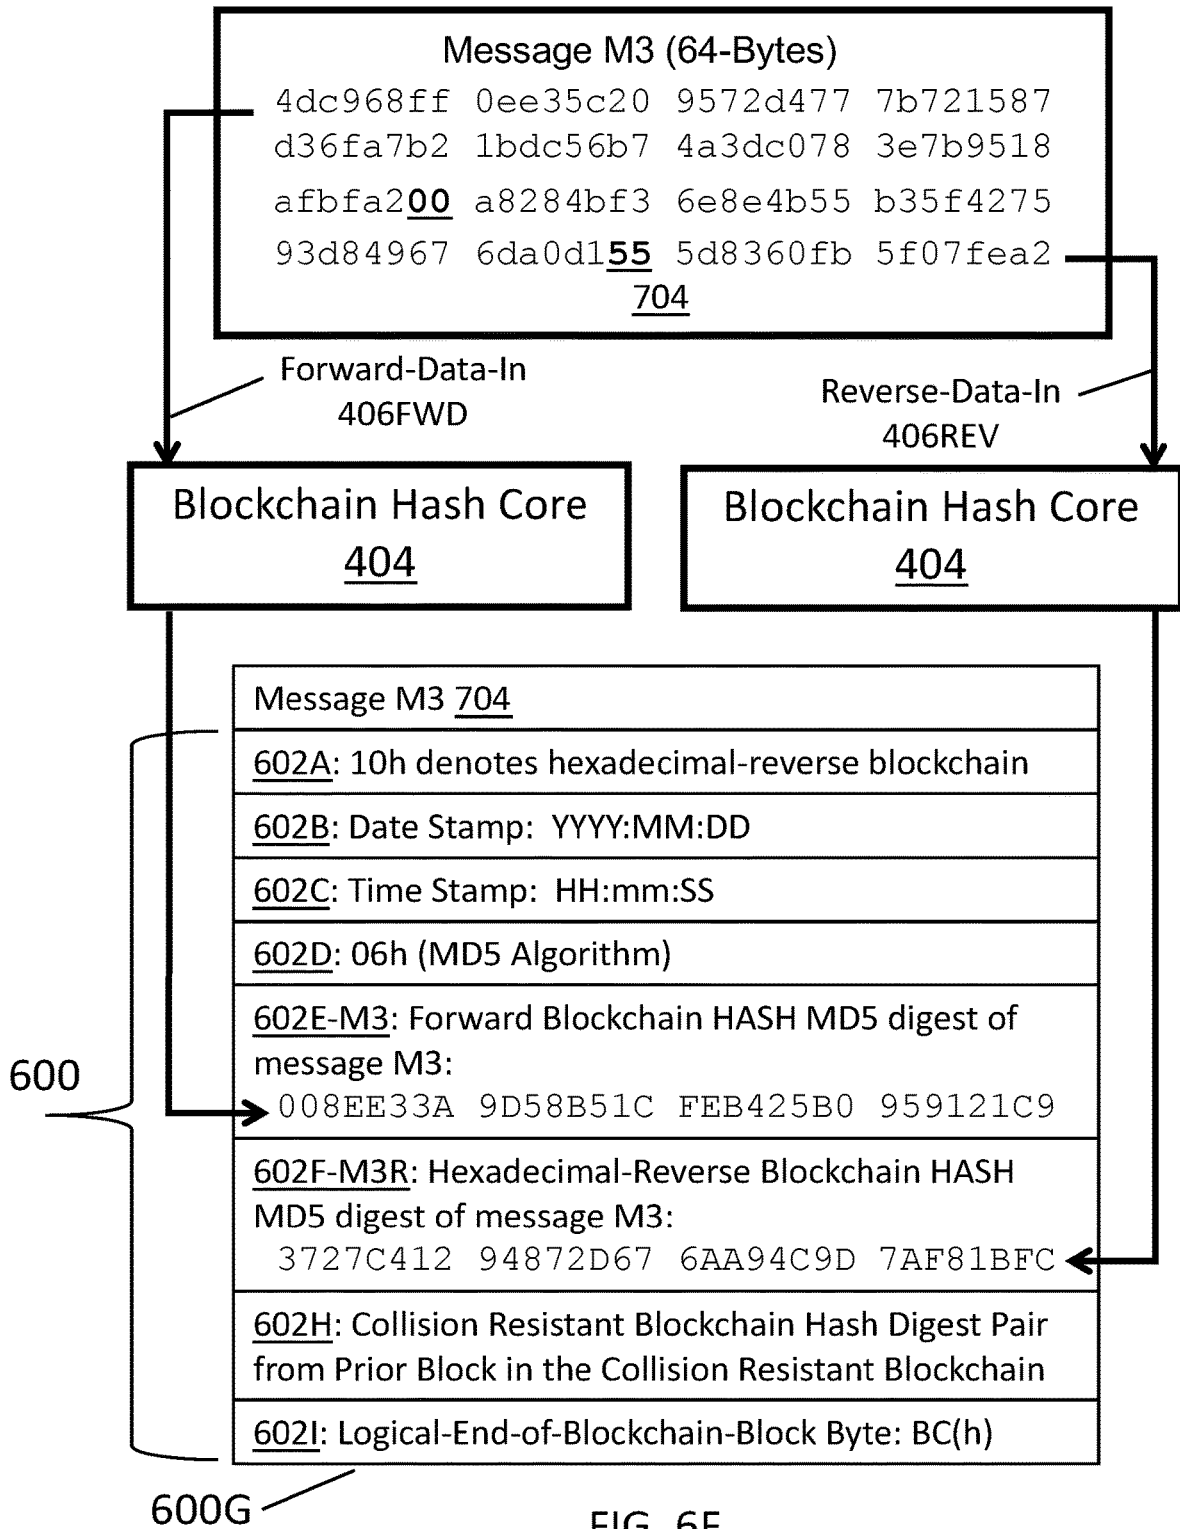 Message M3 (64-Bytes)
4dc968ff 0ee35c20 9572d477 7b721587
d36fa7b2 1bdc56b7 4a3dc078 3e7b9518
afbfa200 a8284bf3 6e8e4b55 b35f4275
93d84967 6da0d155 5d8360fb 5f07fea2
704
Forward-Data-In
406FWD
Reverse-Data-In
406REV
Blockchain Hash Core
404
Blockchain Hash Core
404
Message M3 704
602A: 10h denotes hexadecimal-reverse blockchain
602B: Date Stamp: YYYY:MM:DD
602C: Time Stamp: HH:mm:SS
602D: 06h (MD5 Algorithm)
602E-M3: Forward Blockchain HASH MD5 digest of
message M3:
008EE33A 9D58B51C FEB425B0 959121C9
602F-M3R: Hexadecimal-Reverse Blockchain HASH
MD5 digest of message M3:
3727C412 94872D67 6AA94C9D 7AF81BFC
602H: Collision Resistant Blockchain Hash Digest Pair
from Prior Block in the Collision Resistant Blockchain
602I: Logical-End-of-Blockchain-Block Byte: BC(h)
600
600G